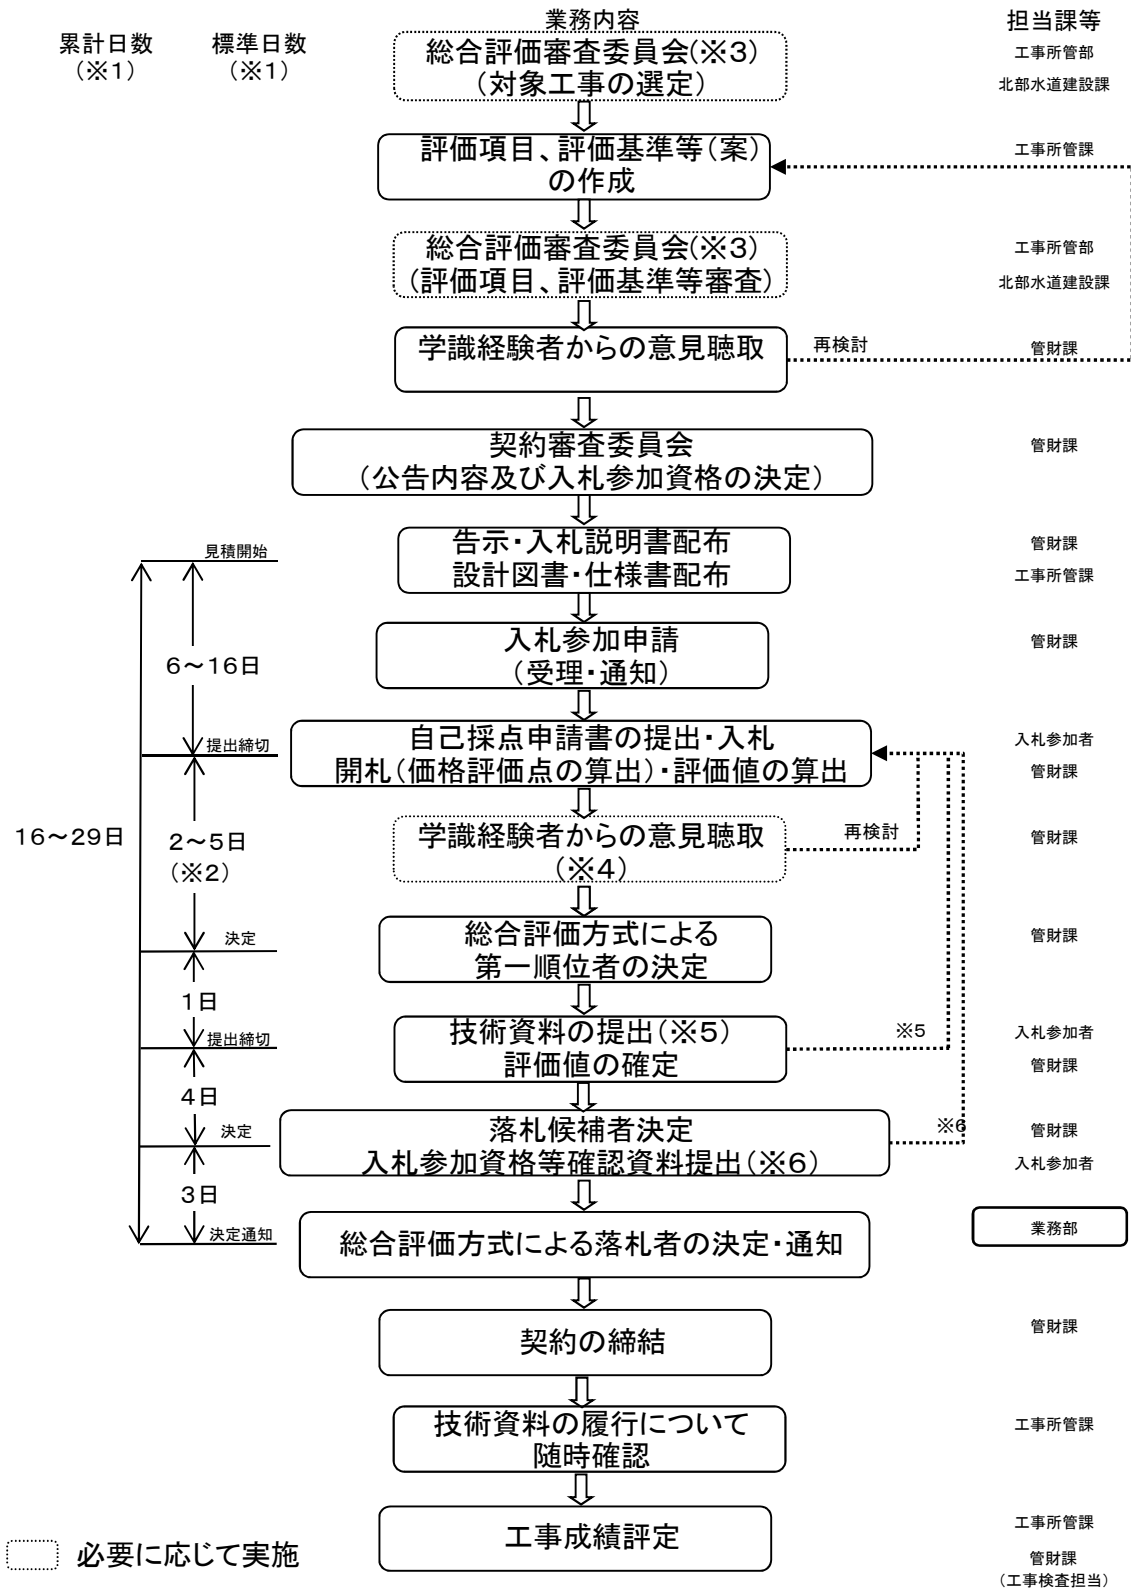 業務内容
担当課等
累計日数
(※1)
標準日数
(※1)
総合評価審査委員会(※3)
(対象工事の選定)
工事所管部
北部水道建設課
評価項目、評価基準等(案)
の作成
工事所管課
総合評価審査委員会(※3)
(評価項目、評価基準等審査)
工事所管部
北部水道建設課
学識経験者からの意見聴取
再検討
管財課
契約審査委員会
(公告内容及び入札参加資格の決定)
管財課
見積開始
告示・入札説明書配布
設計図書・仕様書配布
管財課
工事所管課
6～16日
入札参加申請
(受理・通知)
管財課
提出締切
自己採点申請書の提出・入札
開札(価格評価点の算出)・評価値の算出
入札参加者
管財課
16～29日
2～5日
(※2)
学識経験者からの意見聴取
(※4)
再検討
管財課
決定
総合評価方式による
第一順位者の決定
管財課
1日
提出締切
技術資料の提出(※5)
評価値の確定
※5
入札参加者
管財課
4日
決定
落札候補者決定
入札参加資格等確認資料提出(※6)
※6
管財課
入札参加者
3日
決定通知
総合評価方式による落札者の決定・通知
業務部
契約の締結
管財課
技術資料の履行について
随時確認
工事所管課
工事成績評定
工事所管課
管財課
(工事検査担当)
必要に応じて実施